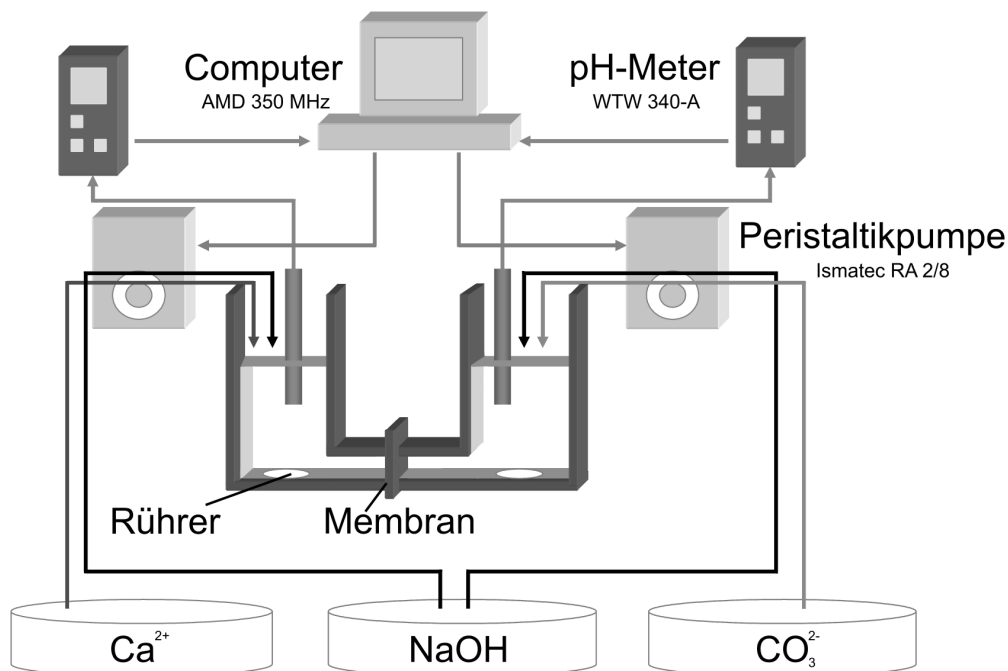 Computer
AMD 350 MHz
pH-Meter
WTW 340-A
Peristaltikpumpe
Ismatec RA 2/8
Rührer
Membran
Ca²⁺
NaOH
CO₃²⁻